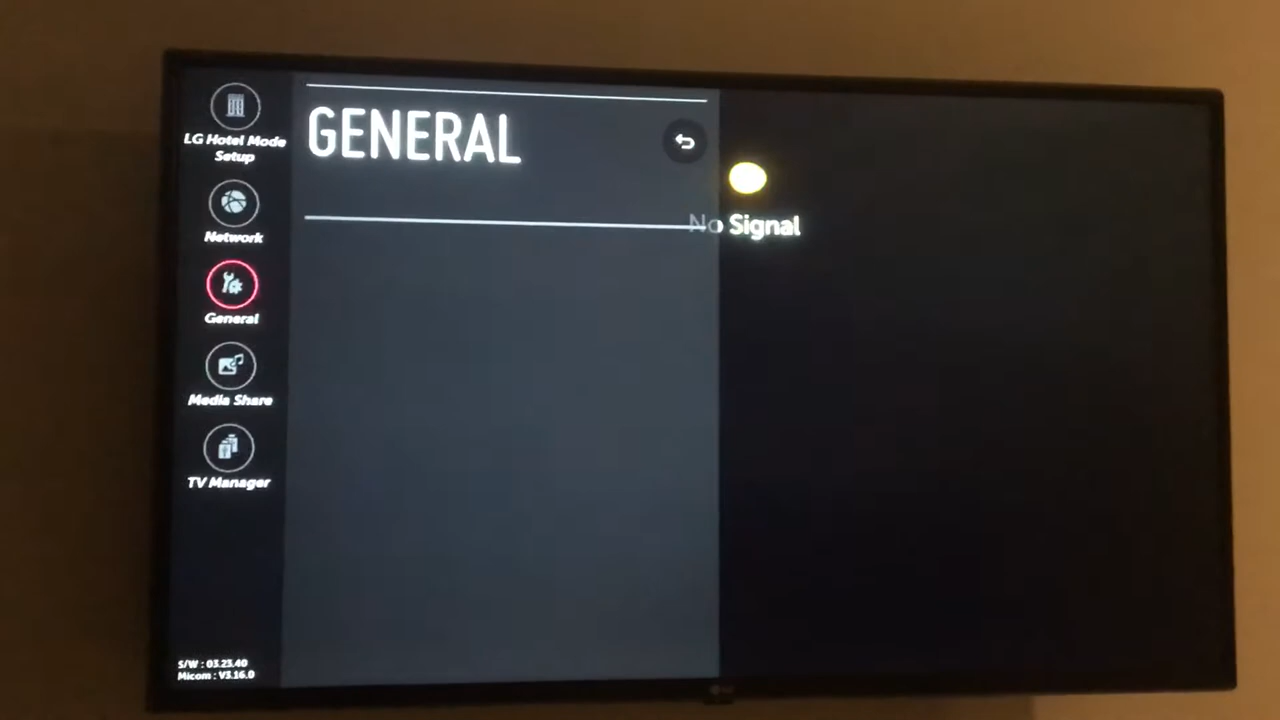 LG Hotel Mode
Setup
Network
General
Media Share
TV Manager
S/W : 03.23.40
Micom : V3.16.0
GENERAL
No Signal